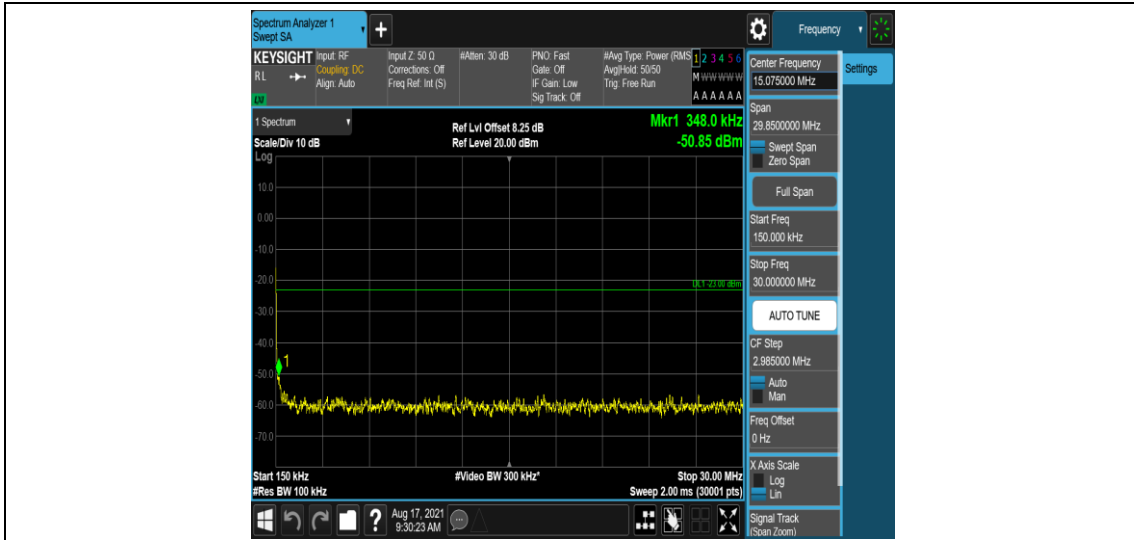 Spectrum Analyzer 1
Swept SA
Frequency
KEYSIGHT
RL
Input: RF
Coupling: DC
Align: Auto
Input Z: 50 Ω
Corrections: Off
Freq Ref: Int (S)
#Atten: 30 dB
PNO: Fast
Gate: Off
IF Gain: Low
Sig Track: Off
#Avg Type: Power (RMS
Avg|Hold: 50/50
Trig: Free Run
1 2 3 4 5 6
M W W W W W
A A A A A A
1 Spectrum
Scale/Div 10 dB
Log
Ref Lvl Offset 8.25 dB
Ref Level 20.00 dBm
Mkr1 348.0 kHz
-50.85 dBm
10.0
0.00
-10.0
-20.0
DL1 -23.00 dBm
-30.0
-40.0
1
-50.0
-60.0
-70.0
Start 150 kHz
#Video BW 300 kHz*
Stop 30.00 MHz
#Res BW 100 kHz
Sweep 2.00 ms (30001 pts)
Aug 17, 2021
9:30:23 AM
Center Frequency
15.075000 MHz
Settings
Span
29.8500000 MHz
Swept Span
Zero Span
Full Span
Start Freq
150.000 kHz
Stop Freq
30.000000 MHz
AUTO TUNE
CF Step
2.985000 MHz
Auto
Man
Freq Offset
0 Hz
X Axis Scale
Log
Lin
Signal Track
(Span Zoom)